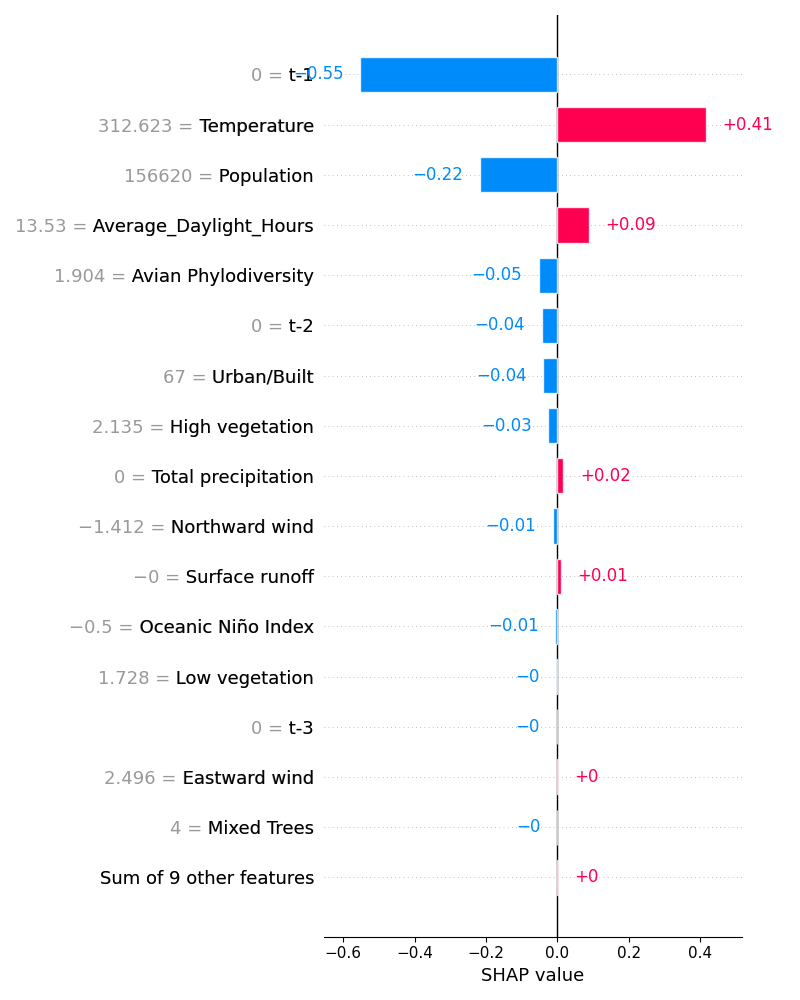 0 = t-1 −0.55
312.623 = Temperature +0.41
156620 = Population −0.22
13.53 = Average_Daylight_Hours +0.09
1.904 = Avian Phylodiversity −0.05
0 = t-2 −0.04
67 = Urban/Built −0.04
2.135 = High vegetation −0.03
0 = Total precipitation +0.02
−1.412 = Northward wind −0.01
−0 = Surface runoff +0.01
−0.5 = Oceanic Niño Index −0.01
1.728 = Low vegetation −0
0 = t-3 −0
2.496 = Eastward wind +0
4 = Mixed Trees −0
Sum of 9 other features +0
−0.6 −0.4 −0.2 0.0 0.2 0.4
SHAP value